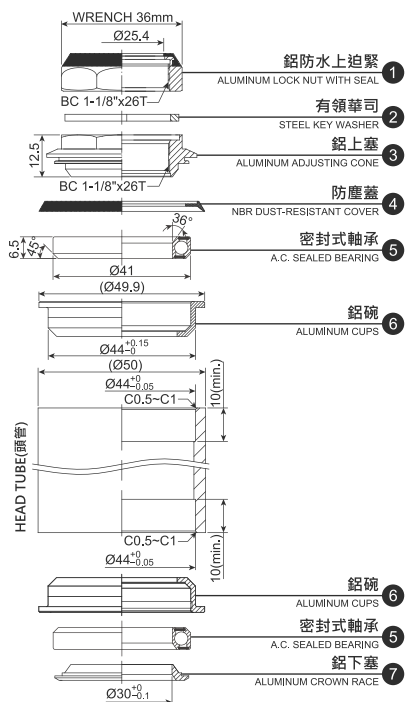 WRENCH 36mm
Ø25.4
鋁防水上迫緊
1
ALUMINUM LOCK NUT WITH SEAL
BC 1-1/8"x26T
有領華司
2
STEEL KEY WASHER
12.5
鋁上塞
3
ALUMINUM ADJUSTING CONE
BC 1-1/8"x26T
防塵蓋
4
NBR DUST-RESISTANT COVER
36°
6.5
45°
密封式軸承
5
A.C. SEALED BEARING
Ø41
(Ø49.9)
鋁碗
6
ALUMINUM CUPS
Ø44+0.15 -0
(Ø50)
Ø44+0 -0.05
C0.5~C1
10(min.)
HEAD TUBE(頭管)
C0.5~C1
Ø44+0 -0.05
10(min.)
鋁碗
6
ALUMINUM CUPS
密封式軸承
5
A.C. SEALED BEARING
鋁下塞
7
ALUMINUM CROWN RACE
Ø30+0 -0.1